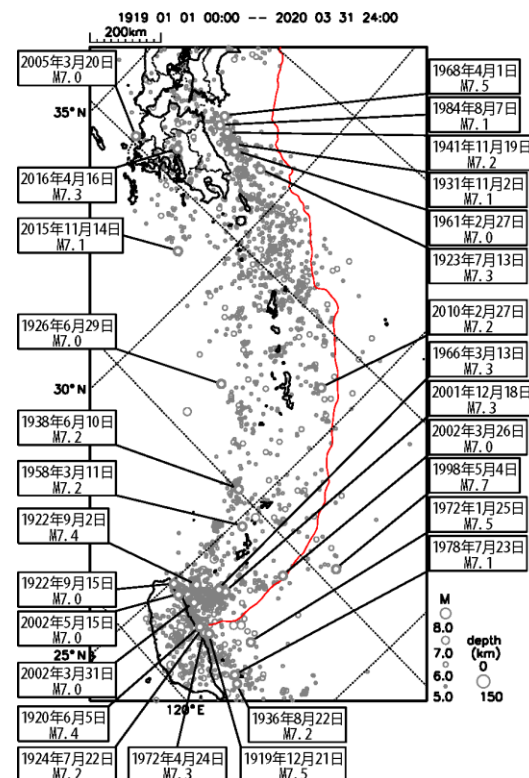 1919 01 01 00:00 -- 2020 03 31 24:00
200km
2005年3月20日
M7.0
35°N
2016年4月16日
M7.3
2015年11月14日
M7.1
1926年6月29日
M7.0
30°N
1938年6月10日
M7.2
1958年3月11日
M7.2
1922年9月2日
M7.4
1922年9月15日
M7.0
2002年5月15日
M7.0
25°N
2002年3月31日
M7.0
1920年6月5日
M7.4
1924年7月22日
M7.2
120°E
1972年4月24日
M7.3
1936年8月22日
M7.2
1919年12月21日
M7.5
1968年4月1日
M7.5
1984年8月7日
M7.1
1941年11月19日
M7.2
1931年11月2日
M7.1
1961年2月27日
M7.0
1923年7月13日
M7.3
2010年2月27日
M7.2
1966年3月13日
M7.3
2001年12月18日
M7.3
2002年3月26日
M7.0
1998年5月4日
M7.7
1972年1月25日
M7.5
1978年7月23日
M7.1
M
8.0
7.0
6.0
5.0
depth
(km)
0
150